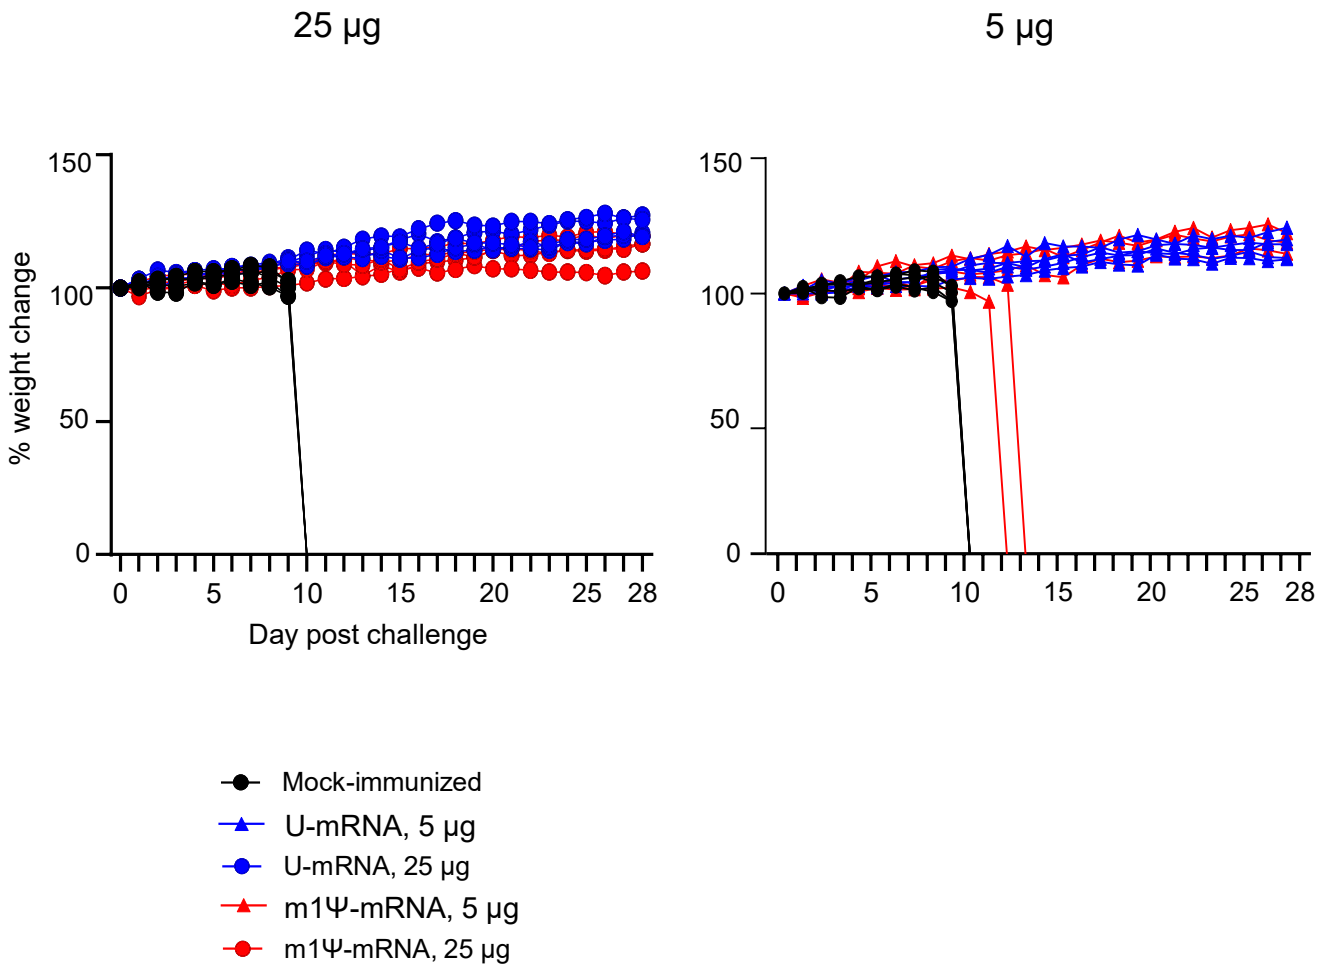 25 µg
5 µg
150
100
50
0
% weight change
0 5 10 15 20 25 28
Day post challenge
150
100
50
0
0 5 10 15 20 25 28
Mock-immunized
U-mRNA, 5 µg
U-mRNA, 25 µg
m1Ψ-mRNA, 5 µg
m1Ψ-mRNA, 25 µg